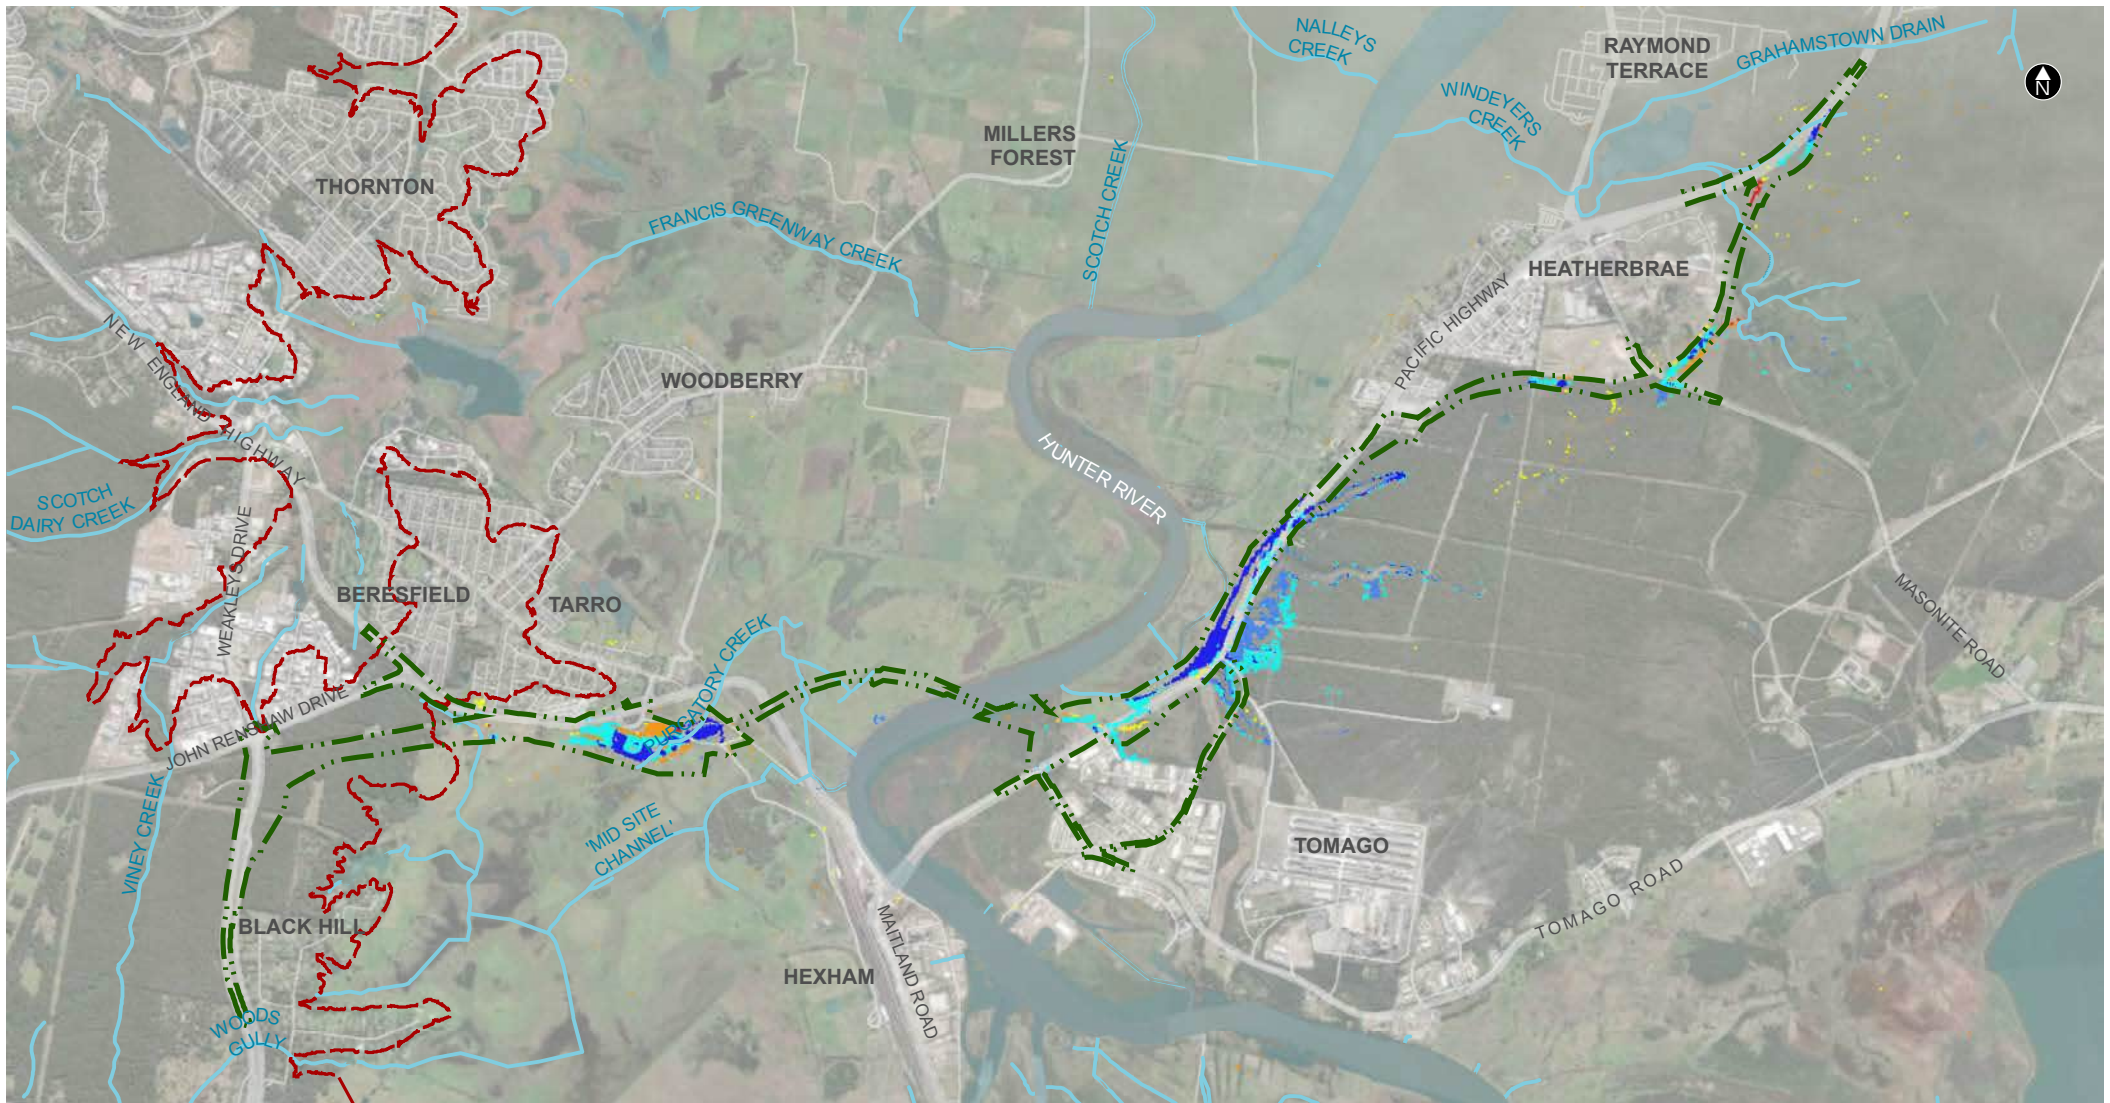 NALLEYS
CREEK
RAYMOND
TERRACE
GRAHAMSTOWN DRAIN
N
WINDEYERS
CREEK
MILLERS
FOREST
THORNTON
SCOTCH CREEK
FRANCIS GREENWAY CREEK
HEATHERBRAE
PACIFIC HIGHWAY
NEW ENGLAND HIGHWAY
WOODBERRY
HUNTER RIVER
SCOTCH
DAIRY CREEK
WEAKLEYS DRIVE
BERESFIELD
TARRO
PURGATORY CREEK
MASONITE ROAD
JOHN RENSHAW DRIVE
VINEY CREEK
'MID SITE
CHANNEL'
TOMAGO
TOMAGO ROAD
BLACK HILL
MAITLAND ROAD
HEXHAM
WOODS
GULLY